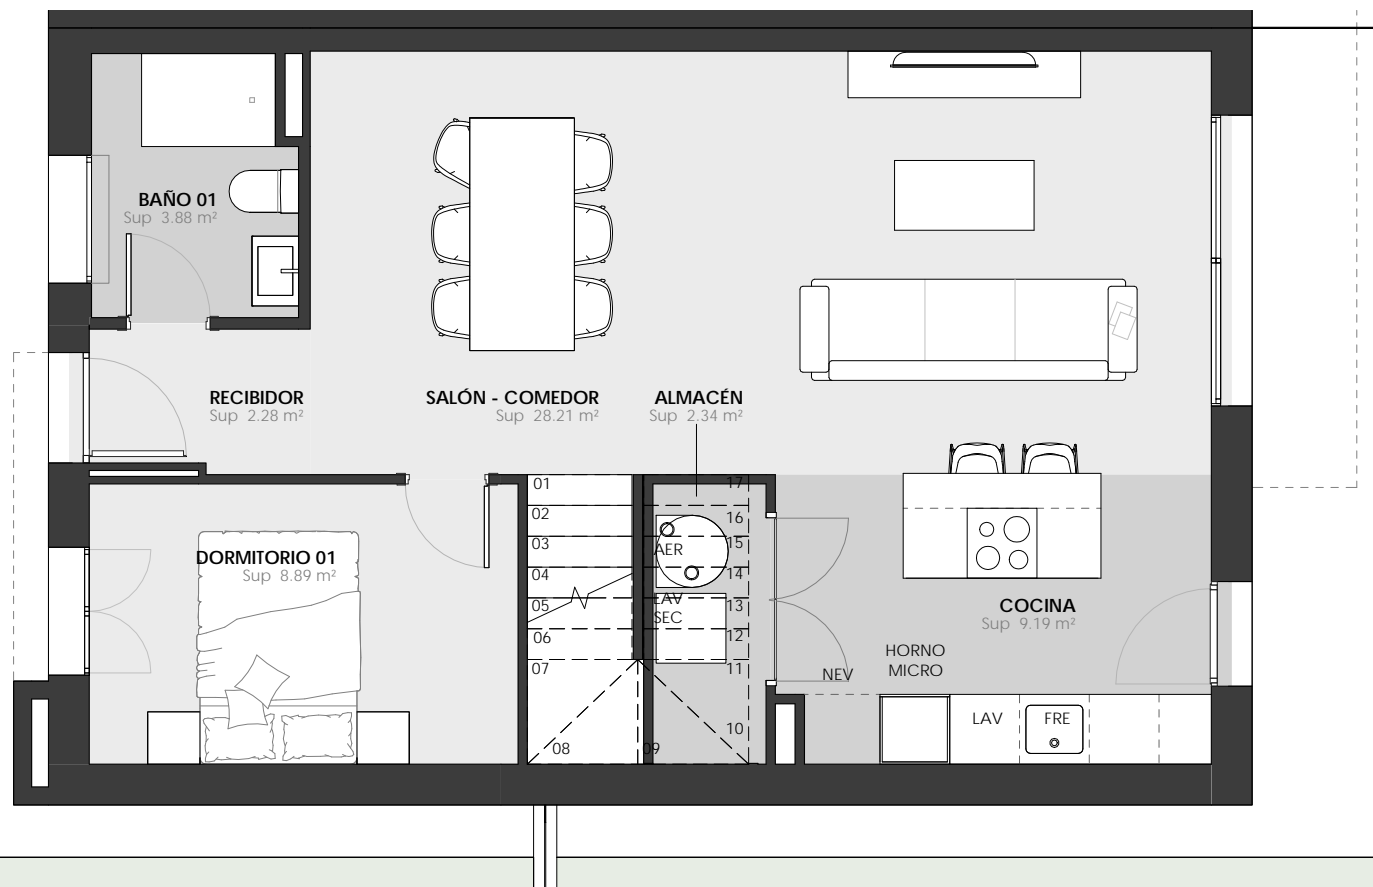 BAÑO 01
Sup 3.88 m²
RECIBIDOR
Sup 2.28 m²
SALÓN - COMEDOR
Sup 28.21 m²
ALMACÉN
Sup 2.34 m²
DORMITORIO 01
Sup 8.89 m²
01
02
03
04
05
06
07
08
09
10
11
12
13
14
15
16
17
AER
LAV
SEC
COCINA
Sup 9.19 m²
HORNO
MICRO
NEV
LAV
FRE